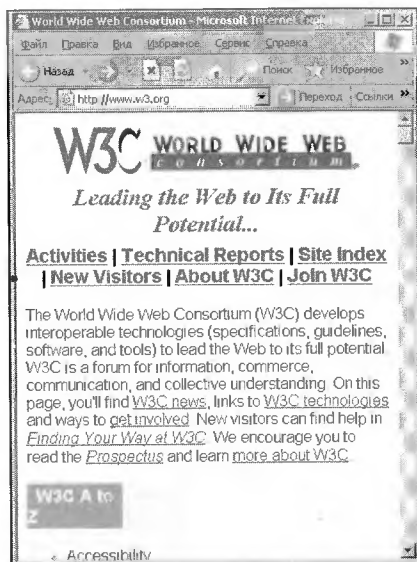 World Wide Web Consortium - Microsoft Internet Explorer
Файл Правка Вид Избранное Сервис Справка
Назад Поиск Избранное
Адрес: http://www.w3.org Переход Ссылки
W3C WORLD WIDE WEB
consortium
Leading the Web to Its Full
Potential...
Activities | Technical Reports | Site Index
| New Visitors | About W3C | Join W3C
The World Wide Web Consortium (W3C) develops
interoperable technologies (specifications, guidelines,
software, and tools) to lead the Web to its full potential
W3C is a forum for information, commerce,
communication, and collective understanding. On this
page, you'll find W3C news, links to W3C technologies
and ways to get involved. New visitors can find help in
Finding Your Way at W3C. We encourage you to
read the Prospectus and learn more about W3C
W3C A to
Z
Accessibility